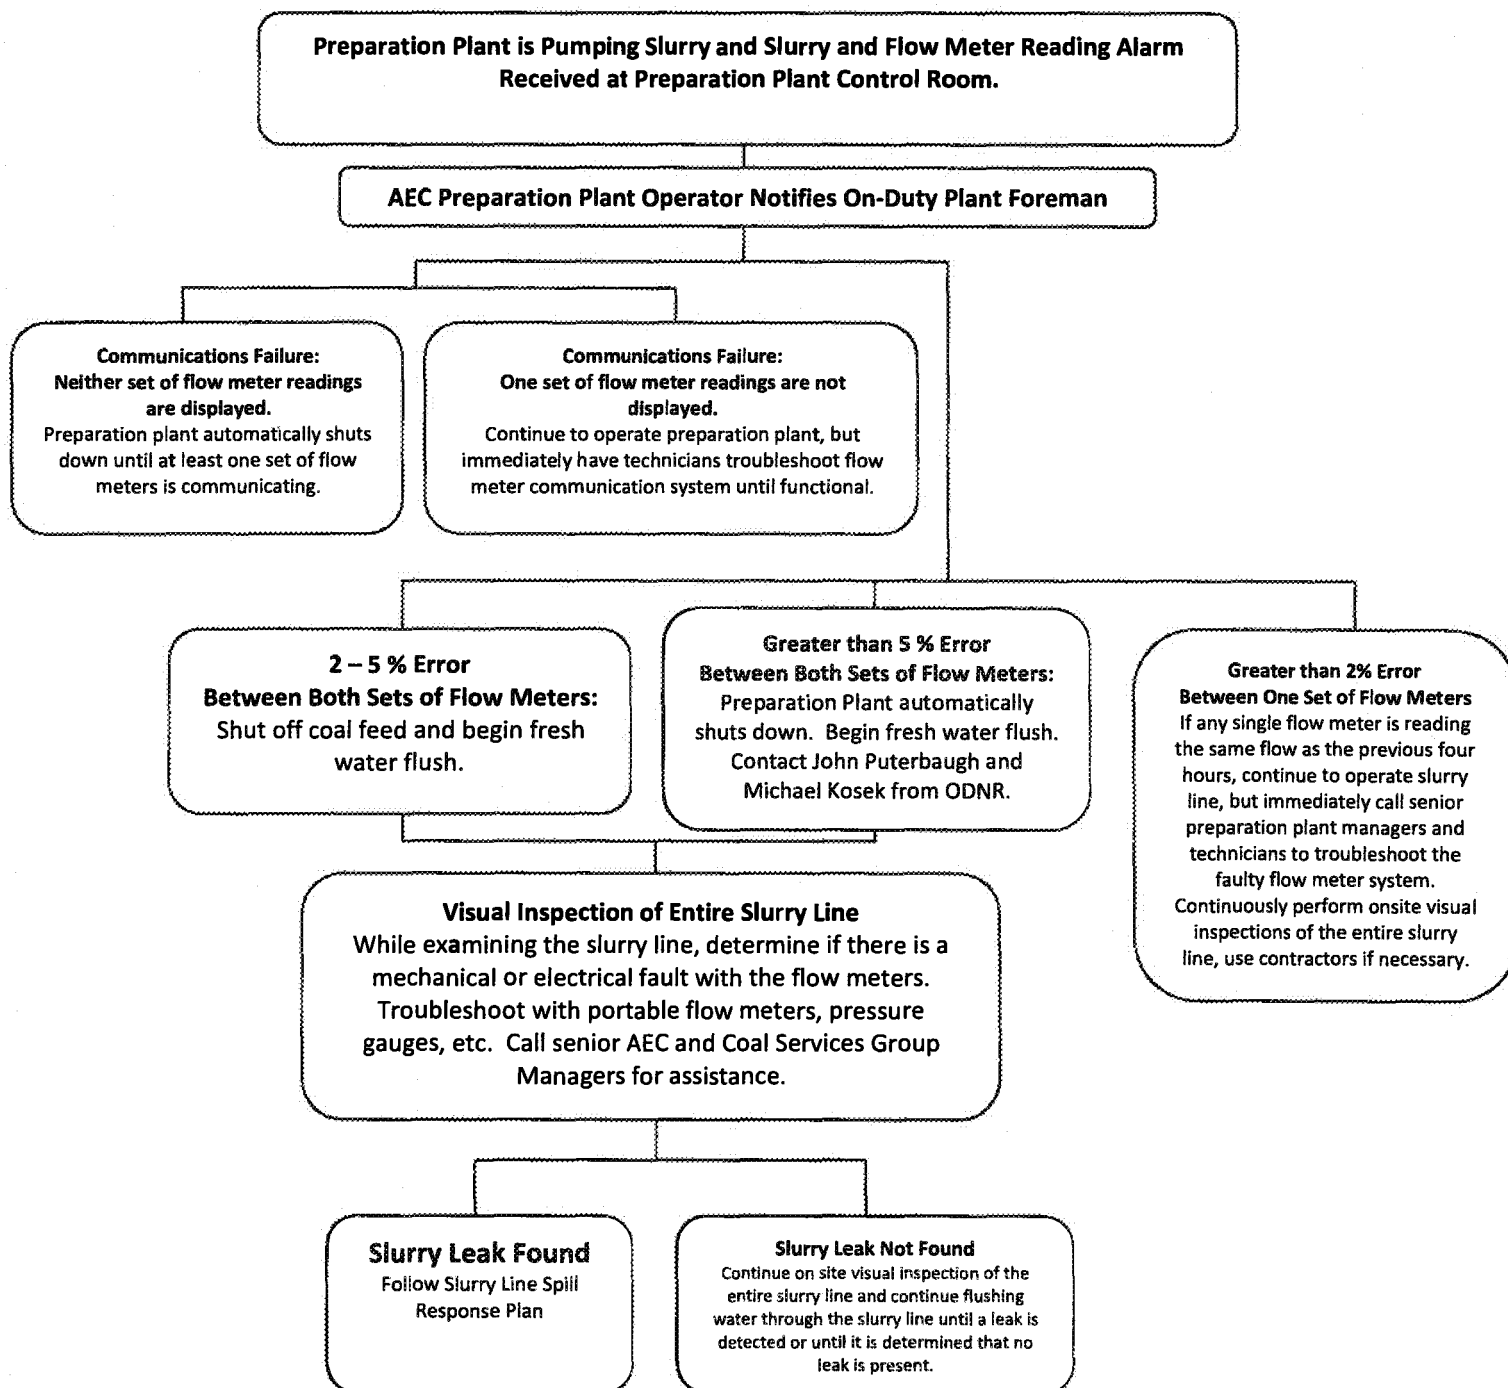 Preparation Plant is Pumping Slurry and Slurry and Flow Meter Reading Alarm
Received at Preparation Plant Control Room.
AEC Preparation Plant Operator Notifies On-Duty Plant Foreman
Communications Failure:
Neither set of flow meter readings
are displayed.
Preparation plant automatically shuts
down until at least one set of flow
meters is communicating.
Communications Failure:
One set of flow meter readings are not
displayed.
Continue to operate preparation plant, but
immediately have technicians troubleshoot flow
meter communication system until functional.
2 – 5 % Error
Between Both Sets of Flow Meters:
Shut off coal feed and begin fresh
water flush.
Greater than 5 % Error
Between Both Sets of Flow Meters:
Preparation Plant automatically
shuts down. Begin fresh water flush.
Contact John Puterbaugh and
Michael Kosek from ODNR.
Greater than 2% Error
Between One Set of Flow Meters
If any single flow meter is reading
the same flow as the previous four
hours, continue to operate slurry
line, but immediately call senior
preparation plant managers and
technicians to troubleshoot the
faulty flow meter system.
Continuously perform onsite visual
inspections of the entire slurry
line, use contractors if necessary.
Visual Inspection of Entire Slurry Line
While examining the slurry line, determine if there is a
mechanical or electrical fault with the flow meters.
Troubleshoot with portable flow meters, pressure
gauges, etc. Call senior AEC and Coal Services Group
Managers for assistance.
Slurry Leak Found
Follow Slurry Line Spill
Response Plan
Slurry Leak Not Found
Continue on site visual inspection of the
entire slurry line and continue flushing
water through the slurry line until a leak is
detected or until it is determined that no
leak is present.